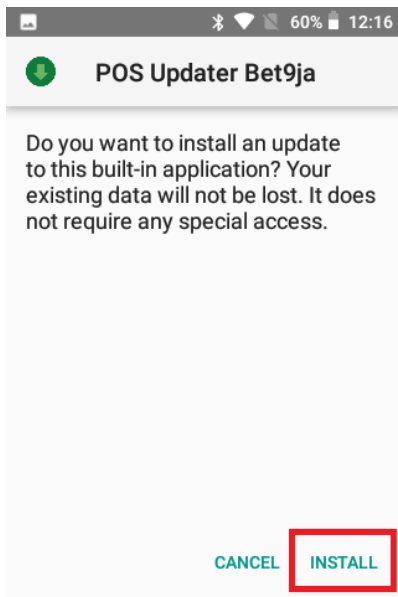 60% 12:16
POS Updater Bet9ja
Do you want to install an update
to this built-in application? Your
existing data will not be lost. It does
not require any special access.
CANCEL INSTALL